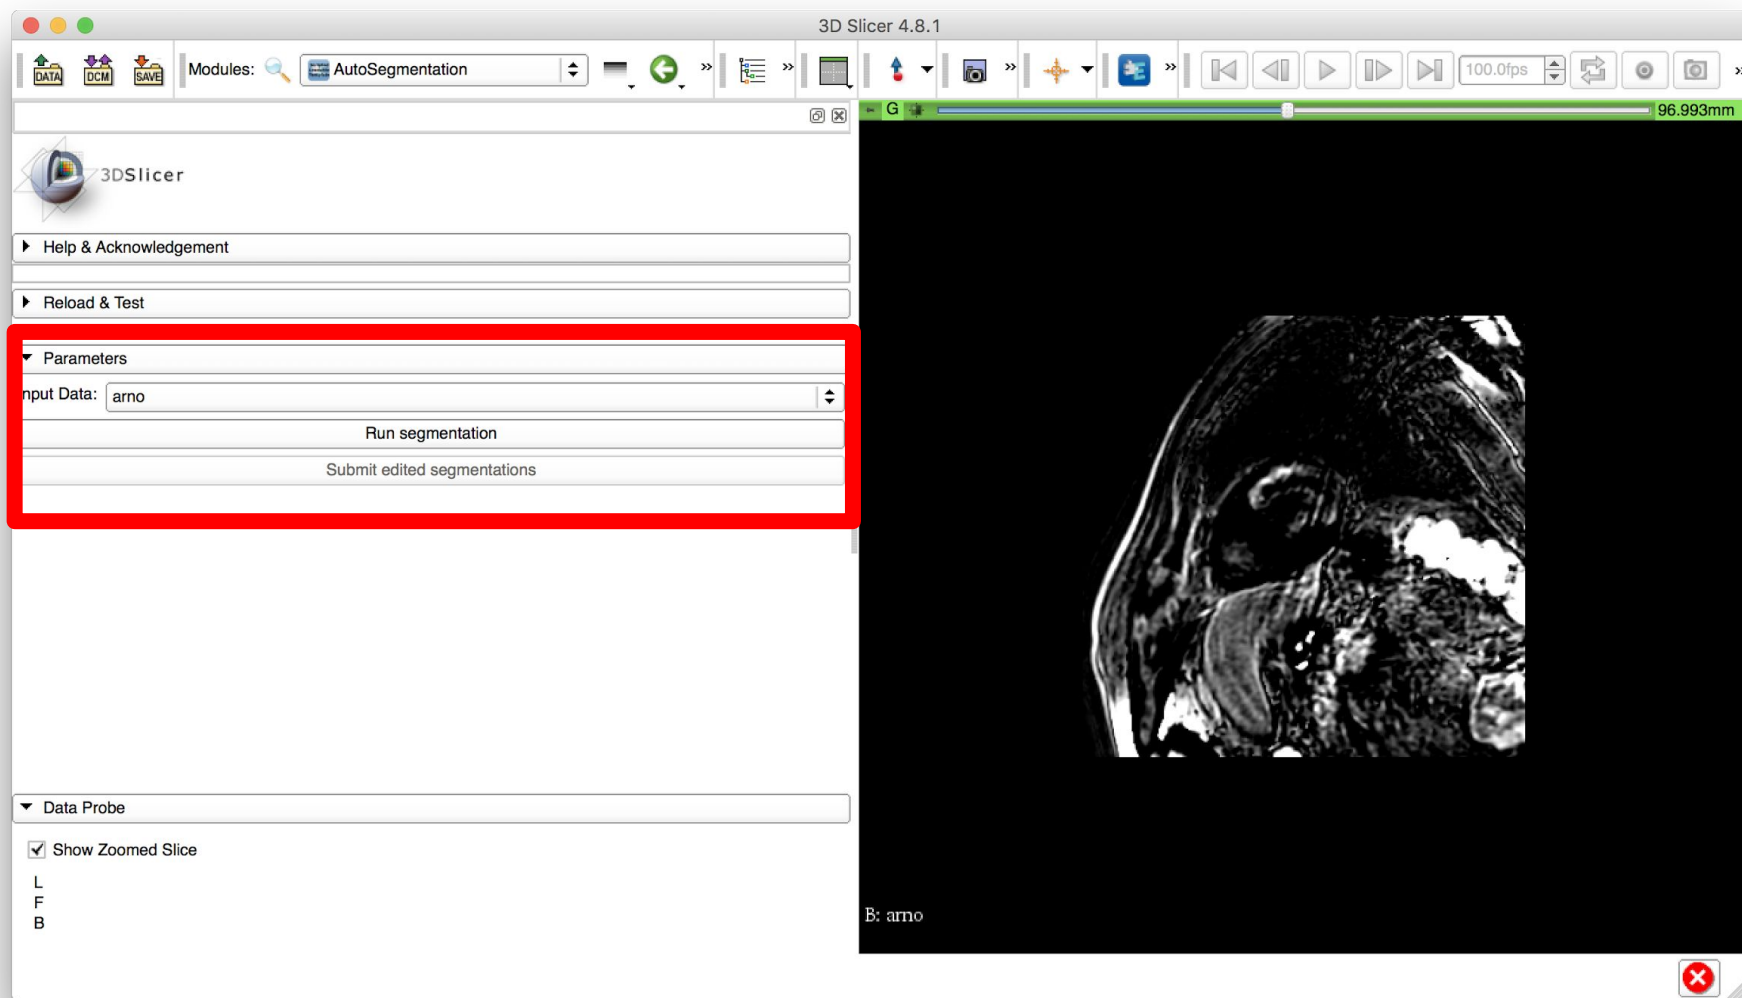 3D Slicer 4.8.1
DATA
DCM
SAVE
Modules:
AutoSegmentation
100.0fps
G
96.993mm
3DSlicer
Help & Acknowledgement
Reload & Test
Parameters
nput Data:
arno
Run segmentation
Submit edited segmentations
Data Probe
Show Zoomed Slice
L
F
B
B: arno